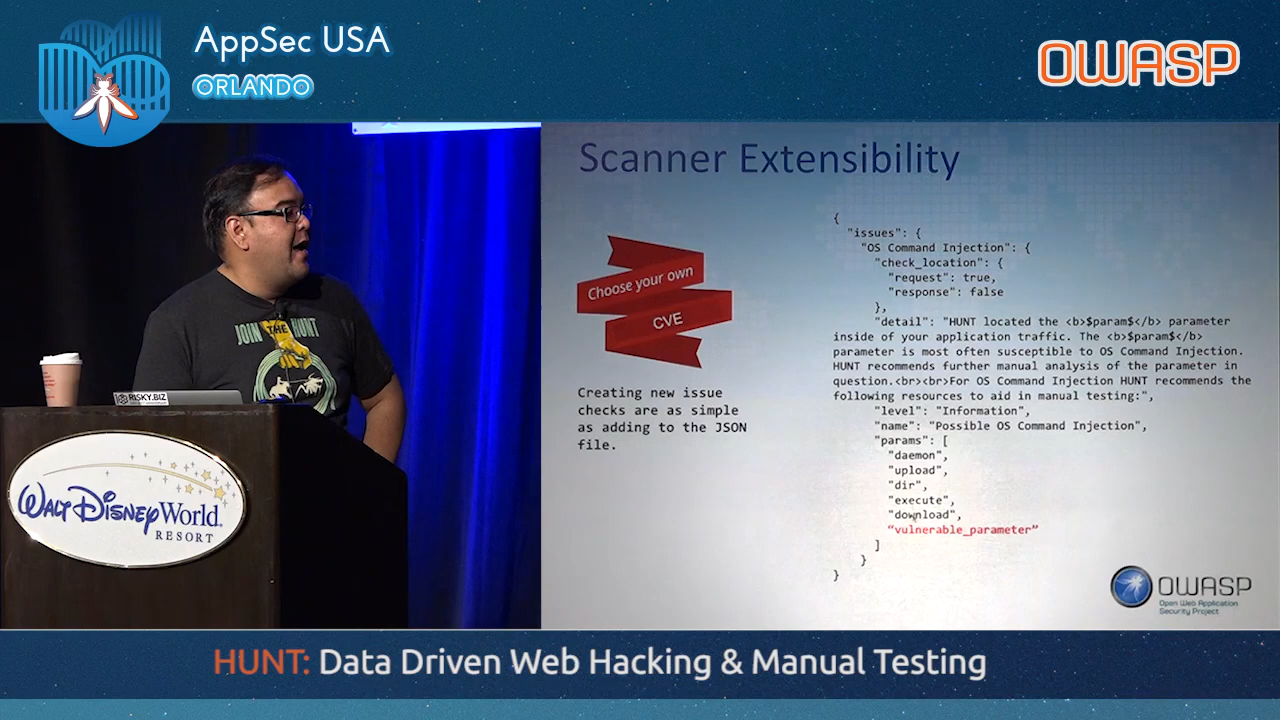 AppSec USA
ORLANDO
OWASP
JOIN THE HUNT
RISKY.BIZ
WALT DISNEY World.
RESORT
Scanner Extensibility
Choose your own
CVE
Creating new issue
checks are as simple
as adding to the JSON
file.
{
"issues": {
"OS Command Injection": {
"check_location": {
"request": true,
"response": false
},
"detail": "HUNT located the <b>$param$</b> parameter
inside of your application traffic. The <b>$param$</b>
parameter is most often susceptible to OS Command Injection.
HUNT recommends further manual analysis of the parameter in
question.<br><br>For OS Command Injection HUNT recommends the
following resources to aid in manual testing:",
"level": "Information",
"name": "Possible OS Command Injection",
"params": [
"daemon",
"upload",
"dir",
"execute",
"download",
“vulnerable_parameter”
]
}
}
OWASP
Open Web Application
Security Project
HUNT: Data Driven Web Hacking & Manual Testing